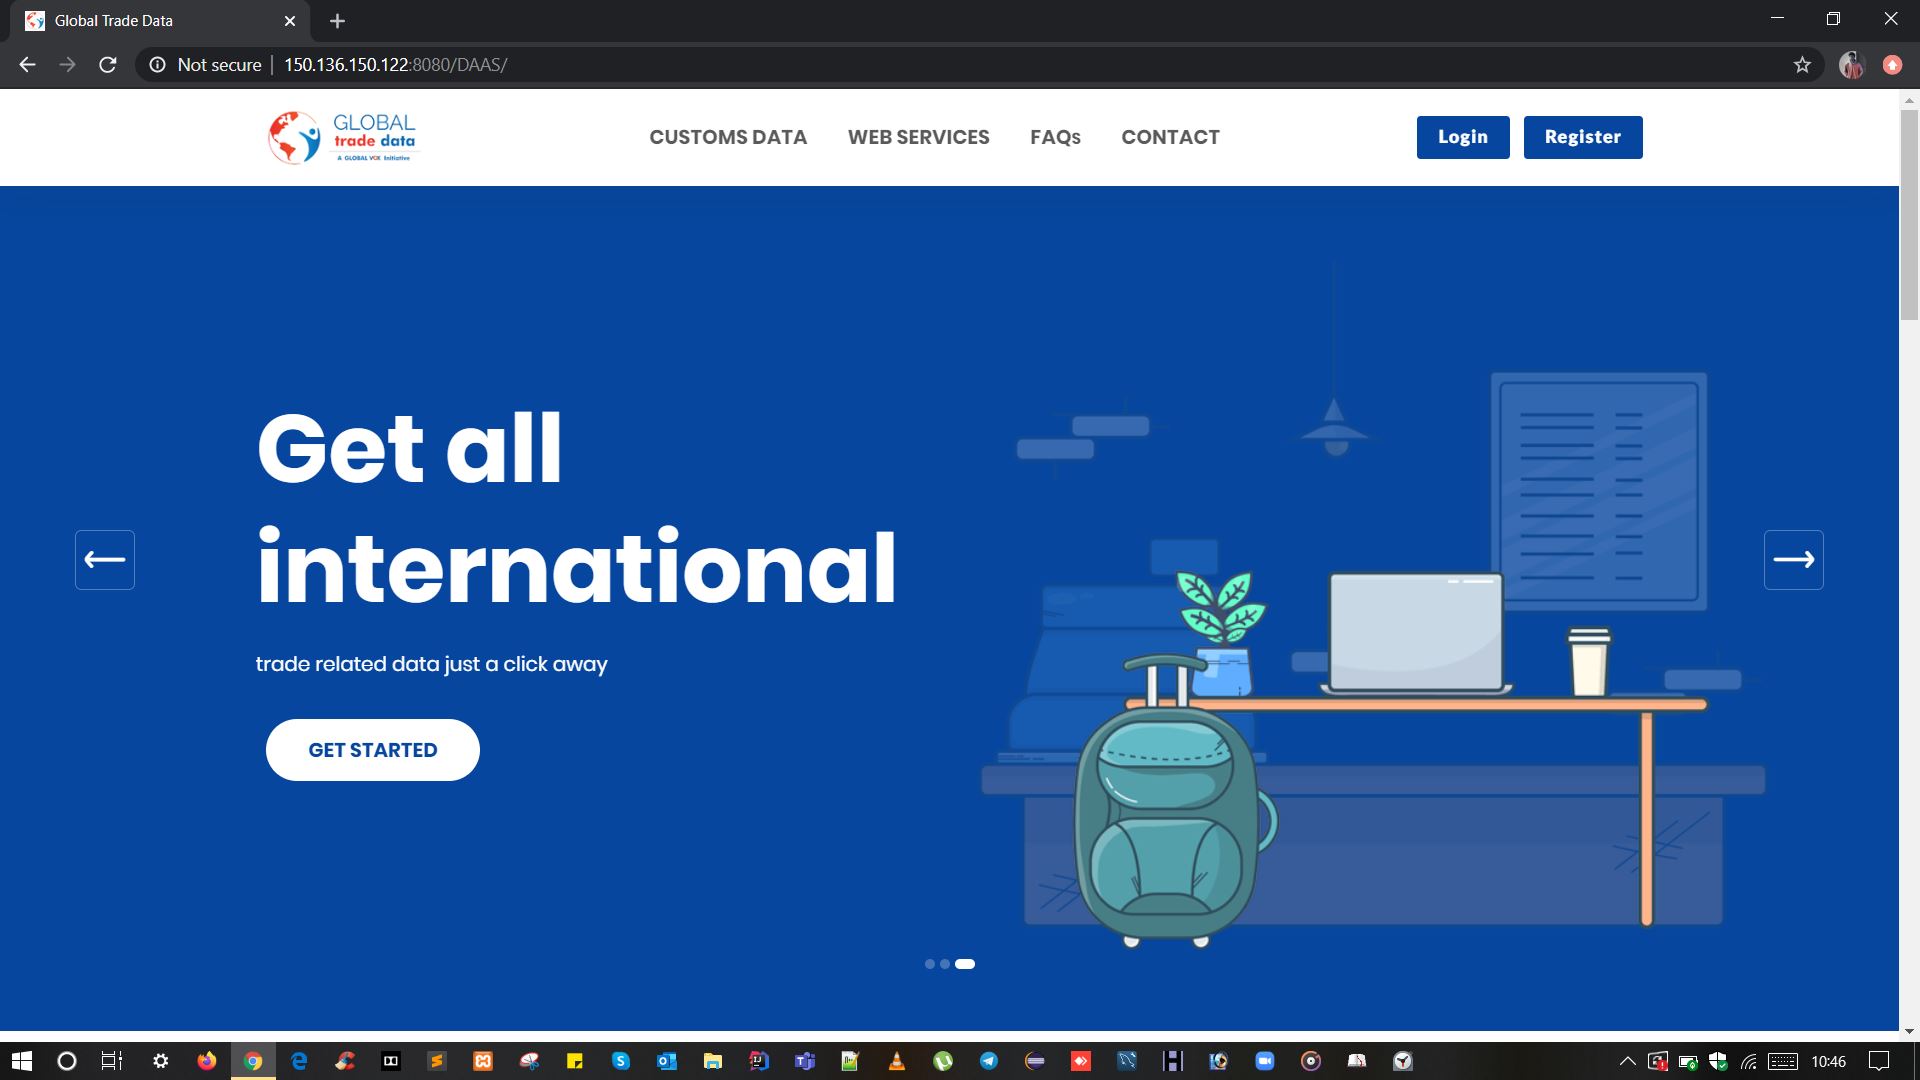 Global Trade Data
Not secure | 150.136.150.122:8080/DAAS/
GLOBAL
trade data
A GLOBAL VOX Initiative
CUSTOMS DATA
WEB SERVICES
FAQs
CONTACT
Login
Register
Get all
international
trade related data just a click away
GET STARTED
10:46